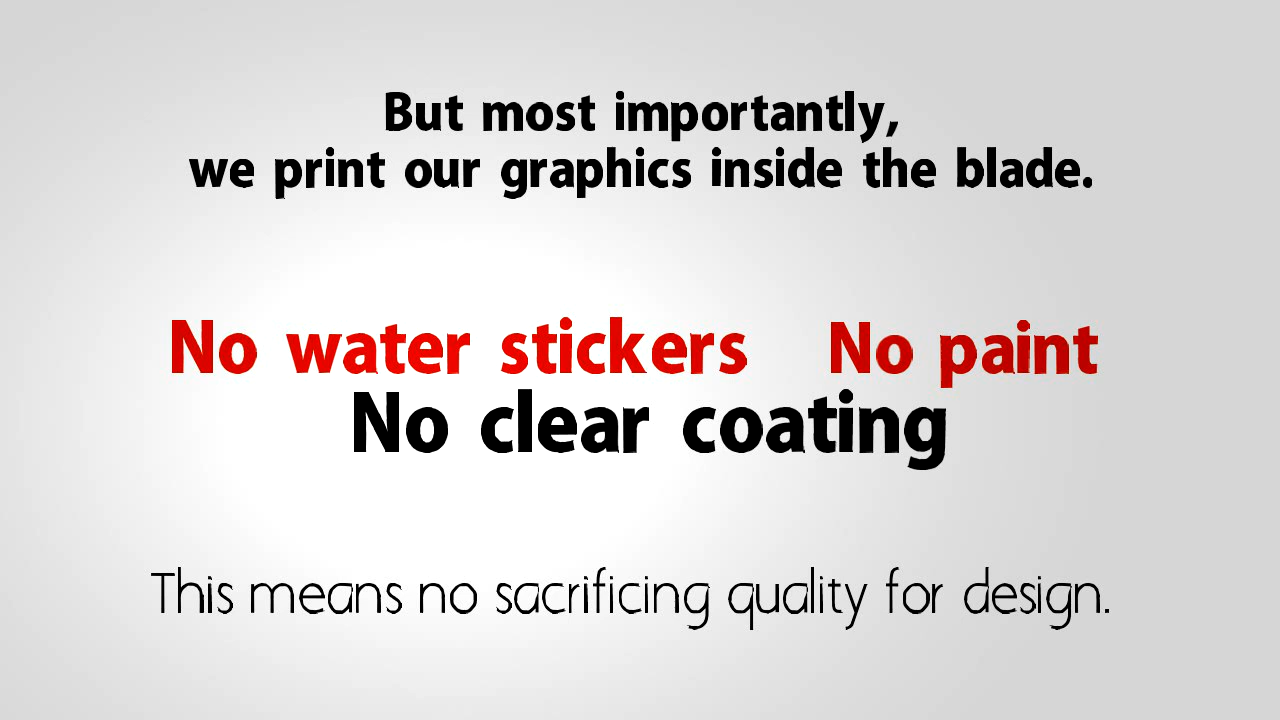 But most importantly,
we print our graphics inside the blade.
No water stickers No paint
No clear coating
This means no sacrificing quality for design.